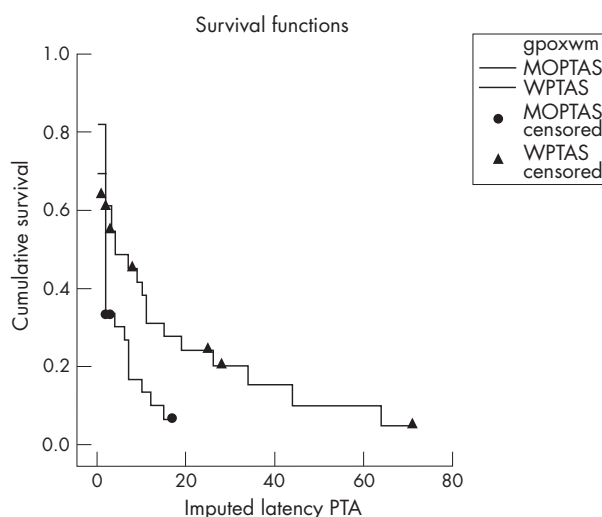 Survival functions
1.0
0.8
0.6
0.4
0.2
0.0
Cumulative survival
0
20
40
60
80
Imputed latency PTA
gpoxwm
MOPTAS
WPTAS
MOPTAS
censored
WPTAS
censored